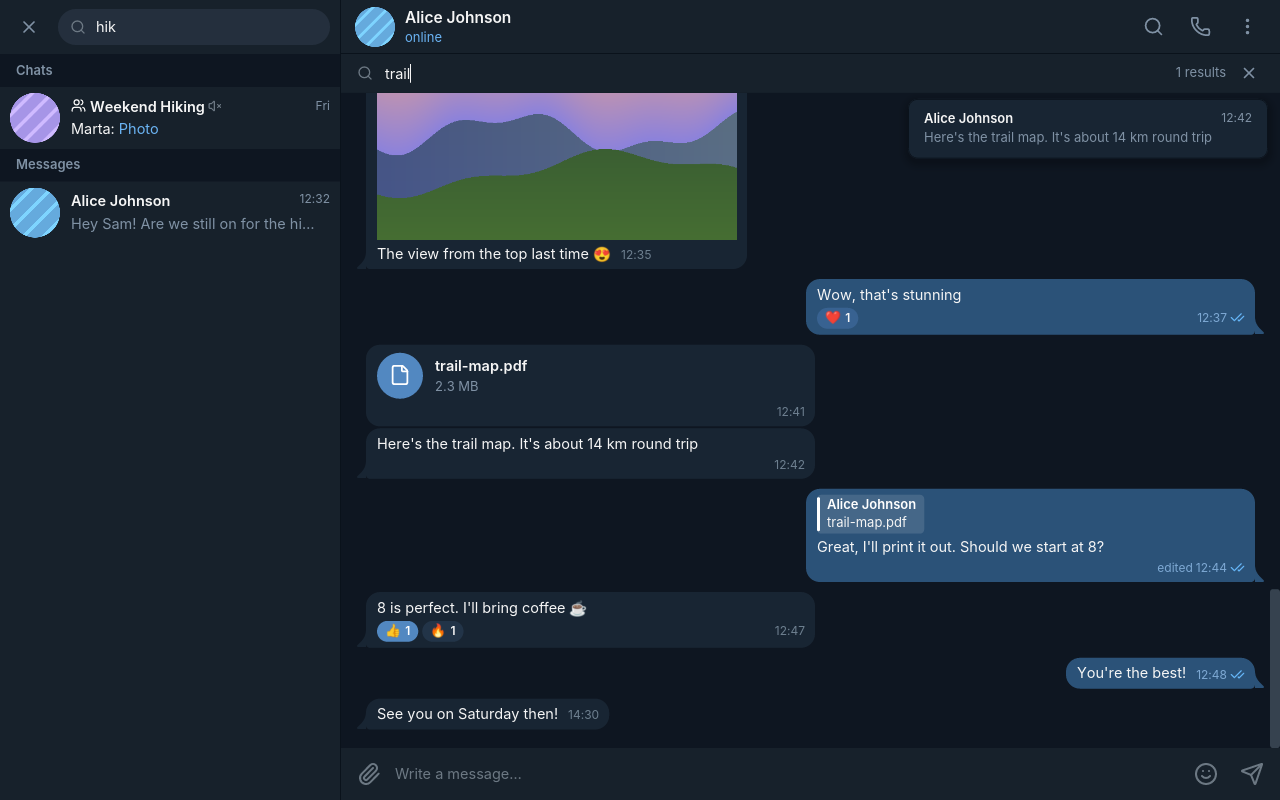 hik
Chats
Weekend Hiking
Fri
Marta: Photo
Messages
Alice Johnson
12:32
Hey Sam! Are we still on for the hi...
Alice Johnson
online
trail
1 results
Alice Johnson
12:42
Here's the trail map. It's about 14 km round trip
The view from the top last time 😍 12:35
Wow, that's stunning
❤️ 1
12:37
trail-map.pdf
2.3 MB
12:41
Here's the trail map. It's about 14 km round trip
12:42
Alice Johnson
trail-map.pdf
Great, I'll print it out. Should we start at 8?
edited 12:44
8 is perfect. I'll bring coffee ☕
👍 1 🔥 1
12:47
You're the best! 12:48
See you on Saturday then! 14:30
Write a message...